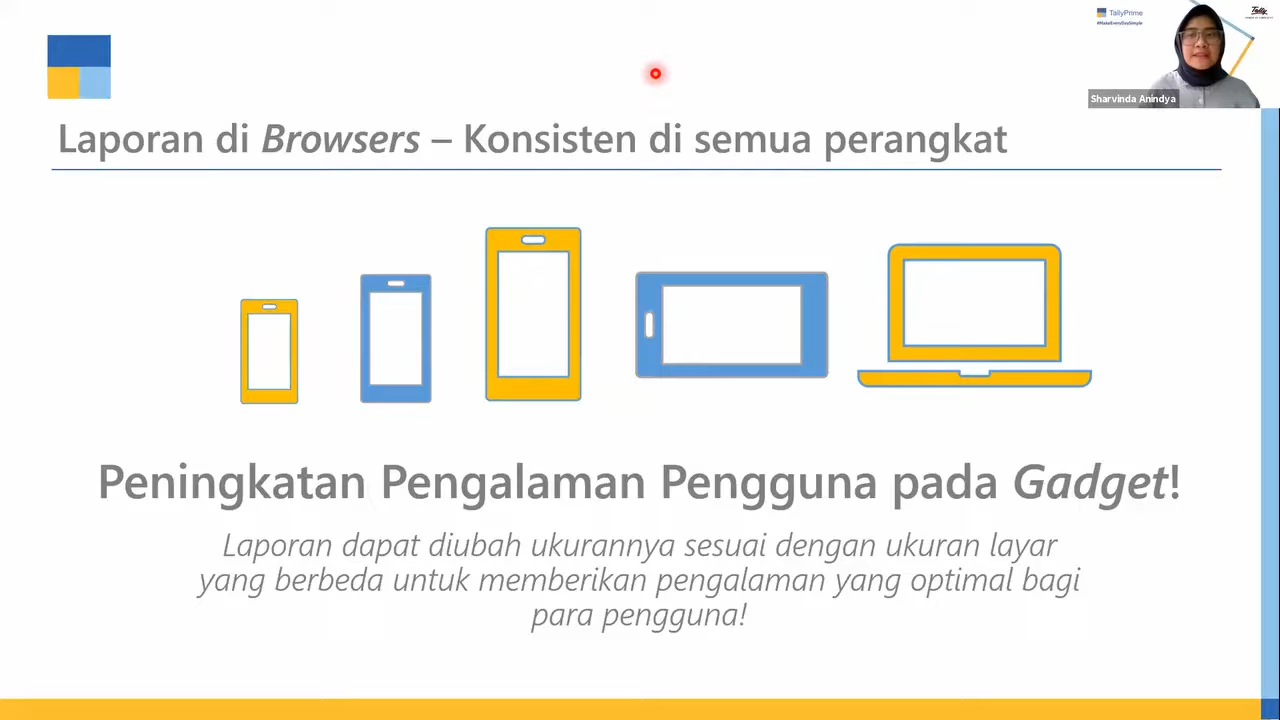 TallyPrime
#MakeEveryDaySimple
Tally
Sharvinda Anindya
Laporan di Browsers – Konsisten di semua perangkat
Peningkatan Pengalaman Pengguna pada Gadget!
Laporan dapat diubah ukurannya sesuai dengan ukuran layar
yang berbeda untuk memberikan pengalaman yang optimal bagi
para pengguna!